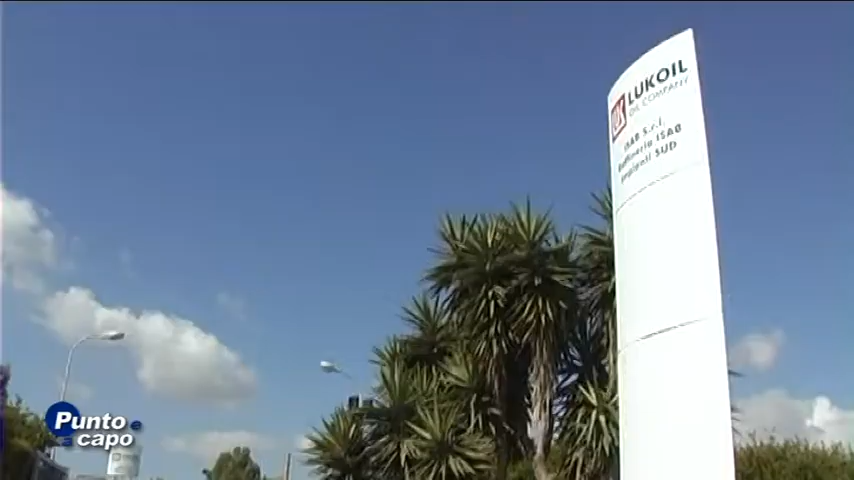 LUKOIL
OIL COMPANY
ISAB S.r.l.
Raffineria ISAB
Impianti SUD
Punto e
a capo